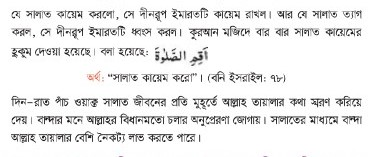 যে সালাত কায়েম করলো, সে দীনরূপ ইমারতটি কায়েম রাখল। আর যে সালাত ত্যাগ
করল, সে দীনরূপ ইমারতটি ধ্বংস করল। কুরআন মজিদে বার বার সালাত কায়েমের
হুকুম দেওয়া হয়েছে। বলা হয়েছে: أَقِمِ الصَّلٰوةَ
অর্থ: “সালাত কায়েম করো”। (বনি ইসরাইল: ৭৮)
দিন-রাত পাঁচ ওয়াক্ত সালাত জীবনের প্রতি মুহূর্তে আল্লাহ তায়ালার কথা স্মরণ করিয়ে
দেয়। বান্দার মনে আল্লাহর বিধানমতো চলার অনুপ্রেরণা জোগায়। সালাতের মাধ্যমে বান্দা
আল্লাহ তায়ালার বেশি নৈকট্য লাভ করতে পারে।